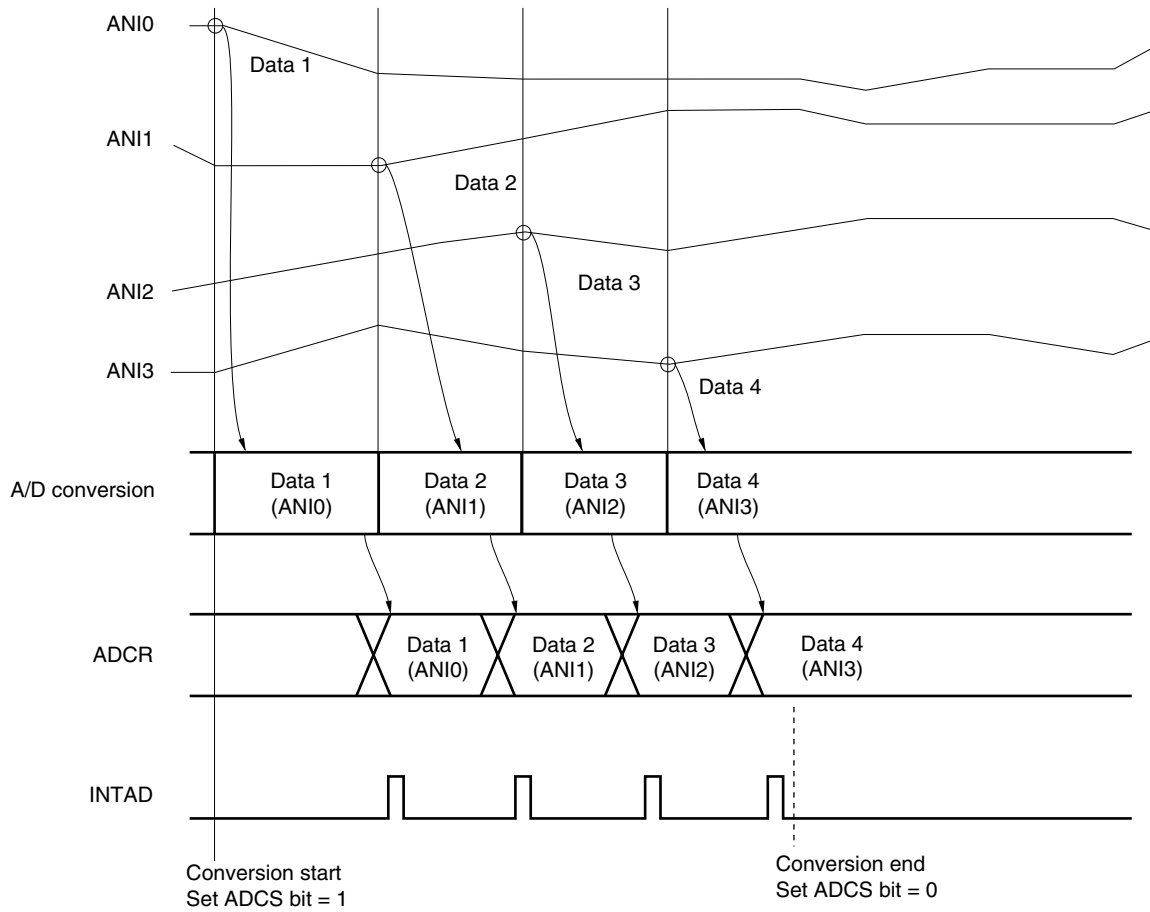 ANI0
Data 1
ANI1
Data 2
ANI2
Data 3
ANI3
Data 4
A/D conversion
Data 1
(ANI0)
Data 2
(ANI1)
Data 3
(ANI2)
Data 4
(ANI3)
ADCR
Data 1
(ANI0)
Data 2
(ANI1)
Data 3
(ANI2)
Data 4
(ANI3)
INTAD
Conversion start
Set ADCS bit = 1
Conversion end
Set ADCS bit = 0